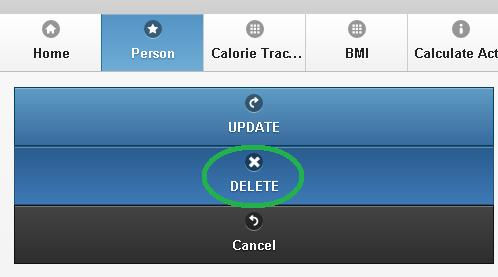 Home Person Calorie Trac... BMI Calculate Act
UPDATE
DELETE
Cancel